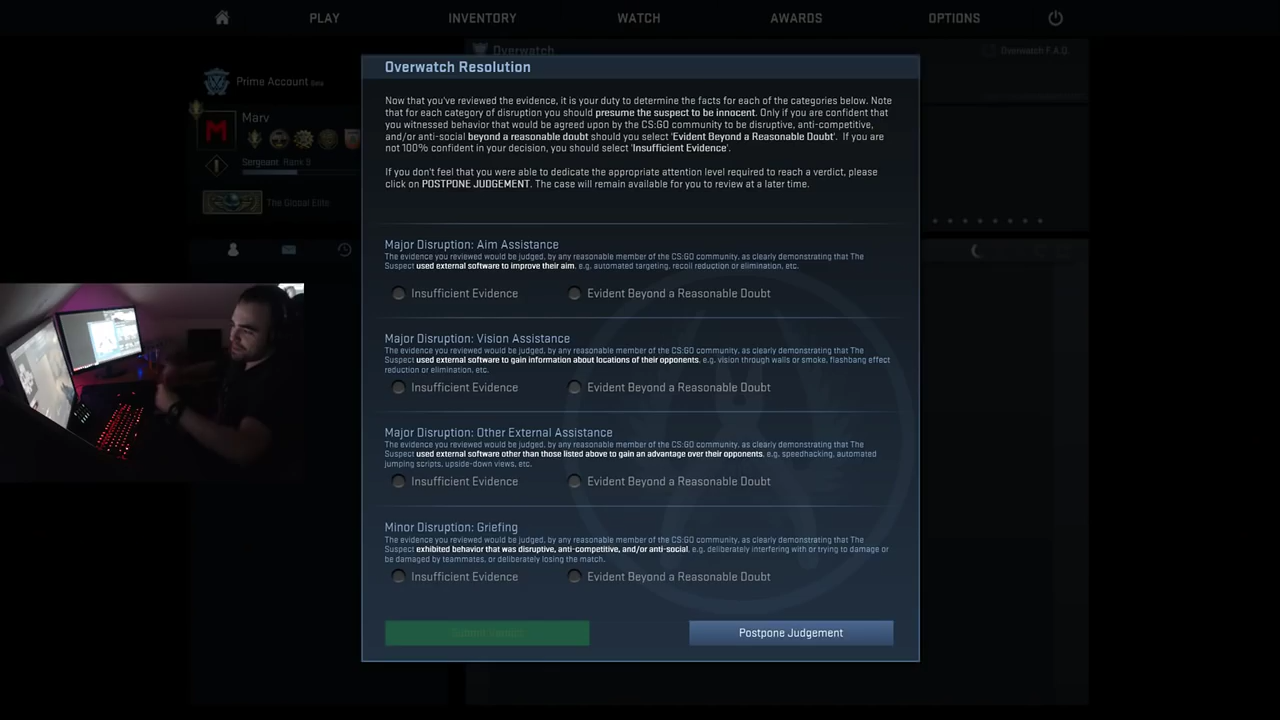 PLAY INVENTORY WATCH AWARDS OPTIONS
Overwatch
Overwatch F.A.Q.
Overwatch Resolution
Prime Account Beta
Marv
Sergeant Rank 9
The Global Elite
Now that you've reviewed the evidence, it is your duty to determine the facts for each of the categories below. Note
that for each category of disruption you should presume the suspect to be innocent. Only if you are confident that
you witnessed behavior that would be agreed upon by the CS:GO community to be disruptive, anti-competitive,
and/or anti-social beyond a reasonable doubt should you select 'Evident Beyond a Reasonable Doubt'. If you are
not 100% confident in your decision, you should select 'Insufficient Evidence'.
If you don't feel that you were able to dedicate the appropriate attention level required to reach a verdict, please
click on POSTPONE JUDGEMENT. The case will remain available for you to review at a later time.
Major Disruption: Aim Assistance
The evidence you reviewed would be judged, by any reasonable member of the CS:GO community, as clearly demonstrating that The
Suspect used external software to improve their aim, e.g. automated targeting, recoil reduction or elimination, etc.
Insufficient Evidence Evident Beyond a Reasonable Doubt
Major Disruption: Vision Assistance
The evidence you reviewed would be judged, by any reasonable member of the CS:GO community, as clearly demonstrating that The
Suspect used external software to gain information about locations of their opponents, e.g. vision through walls or smoke, flashbang effect
reduction or elimination, etc.
Insufficient Evidence Evident Beyond a Reasonable Doubt
Major Disruption: Other External Assistance
The evidence you reviewed would be judged, by any reasonable member of the CS:GO community, as clearly demonstrating that The
Suspect used external software other than those listed above to gain an advantage over their opponents, e.g. speedhacking, automated
jumping scripts, upside-down views, etc.
Insufficient Evidence Evident Beyond a Reasonable Doubt
Minor Disruption: Griefing
The evidence you reviewed would be judged, by any reasonable member of the CS:GO community, as clearly demonstrating that The
Suspect exhibited behavior that was disruptive, anti-competitive, and/or anti-social, e.g. deliberately interfering with or trying to damage or
be damaged by teammates, or deliberately losing the match.
Insufficient Evidence Evident Beyond a Reasonable Doubt
Postpone Judgement